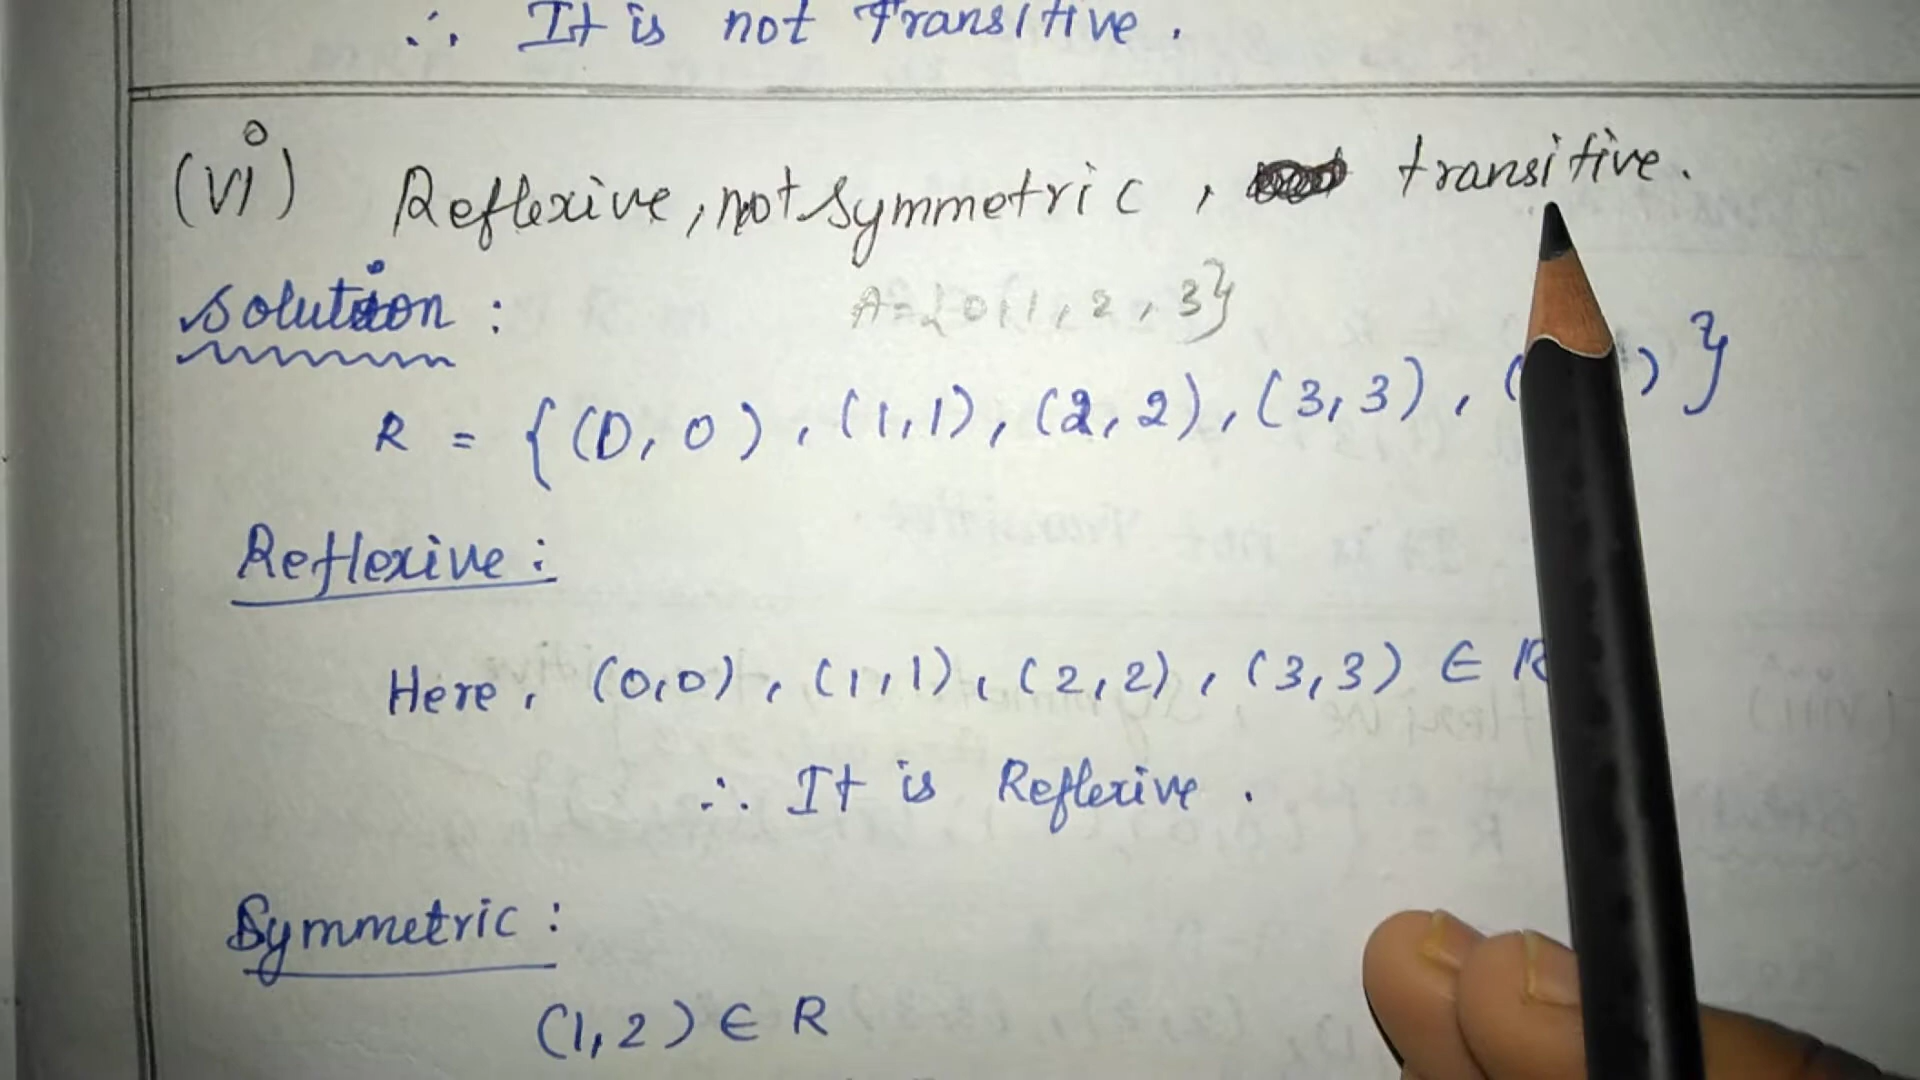 ∴ It is not Transitive.
(vi) Reflexive, not symmetric, transitive.
Solution :
A={0,1,2,3}
R = {(0,0), (1,1), (2,2), (3,3), ( )}
Reflexive :
Here, (0,0), (1,1), (2,2), (3,3) ∈ R
∴ It is Reflexive.
Symmetric :
(1,2) ∈ R